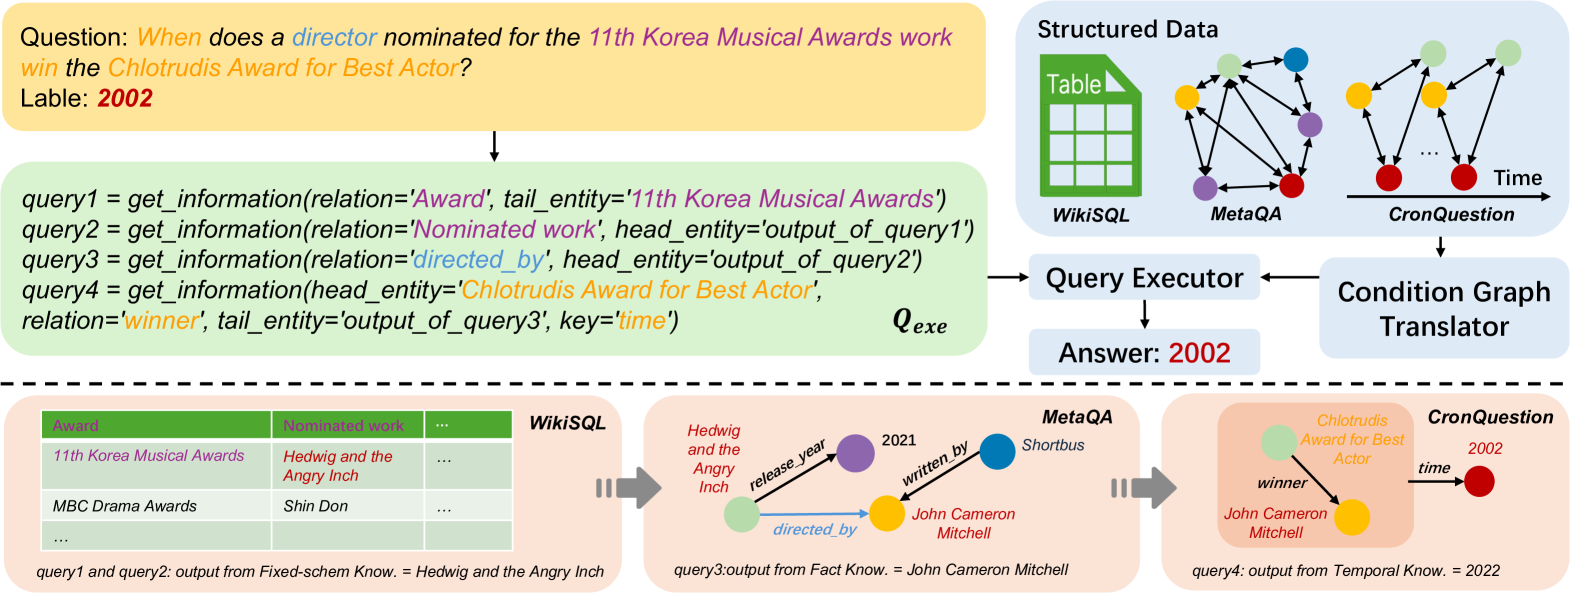 Question: When does a director nominated for the 11th Korea Musical Awards work
win the Chlotrudis Award for Best Actor?
Lable: 2002
query1 = get_information(relation='Award', tail_entity='11th Korea Musical Awards')
query2 = get_information(relation='Nominated work', head_entity='output_of_query1')
query3 = get_information(relation='directed_by', head_entity='output_of_query2')
query4 = get_information(head_entity='Chlotrudis Award for Best Actor',
relation='winner', tail_entity='output_of_query3', key='time')
Qexe
Structured Data
Table
WikiSQL
MetaQA
...
Time
CronQuestion
Query Executor
Condition Graph
Translator
Answer: 2002
WikiSQL
Award Nominated work ...
11th Korea Musical Awards Hedwig and the
Angry Inch ...
MBC Drama Awards Shin Don ...
...
query1 and query2: output from Fixed-schem Know. = Hedwig and the Angry Inch
MetaQA
Hedwig
and the
Angry
Inch
release_year
2021
written_by
Shortbus
directed_by
John Cameron
Mitchell
query3:output from Fact Know. = John Cameron Mitchell
CronQuestion
Chlotrudis
Award for Best
Actor
winner
John Cameron
Mitchell
time
2002
query4: output from Temporal Know. = 2022